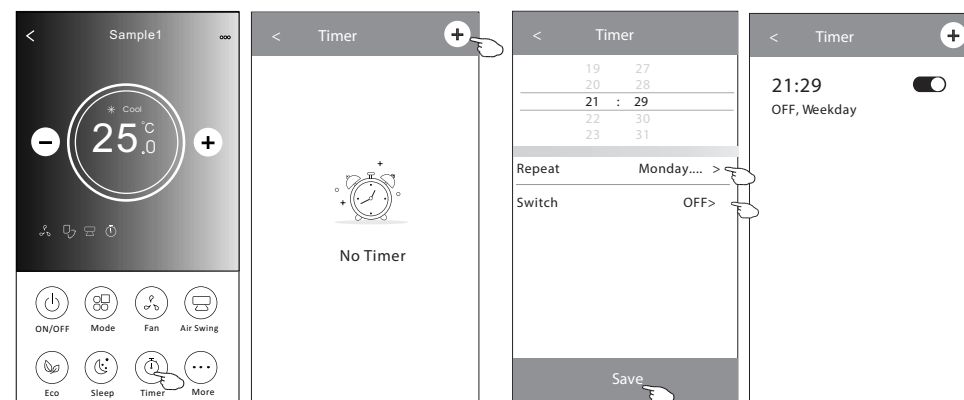 < Sample1 ooo
Cool
25.0 °C
− +
ON/OFF Mode Fan Air Swing
Eco Sleep Timer More
< Timer +
No Timer
< Timer
19 27
20 28
21 : 29
22 30
23 31
Repeat Monday.... >
Switch OFF>
Save
< Timer +
21:29
OFF, Weekday